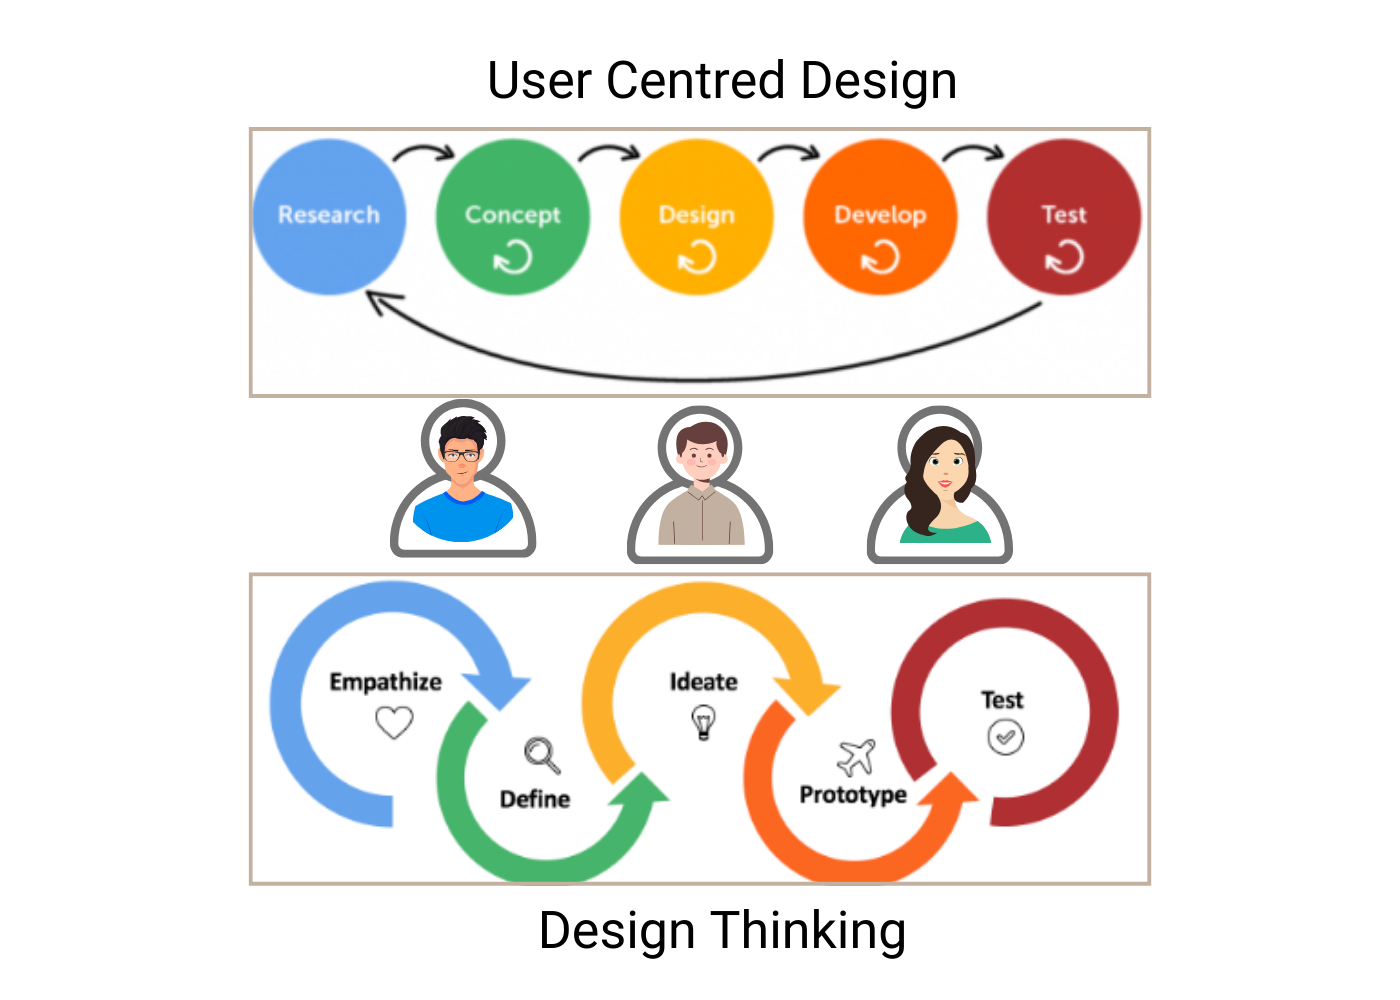 User Centred Design
Research
Concept
Design
Develop
Test
Empathize
Define
Ideate
Prototype
Test
Design Thinking